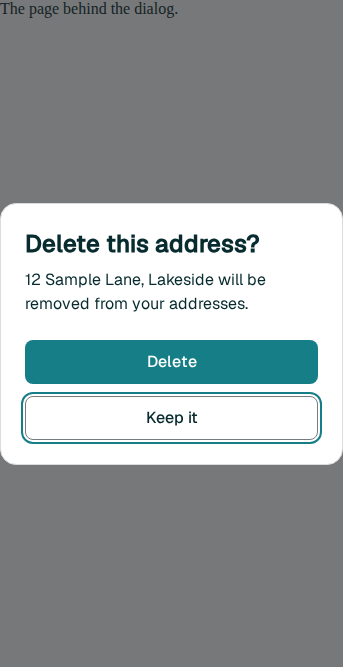 The page behind the dialog.
Delete this address?
12 Sample Lane, Lakeside will be
removed from your addresses.
Delete
Keep it